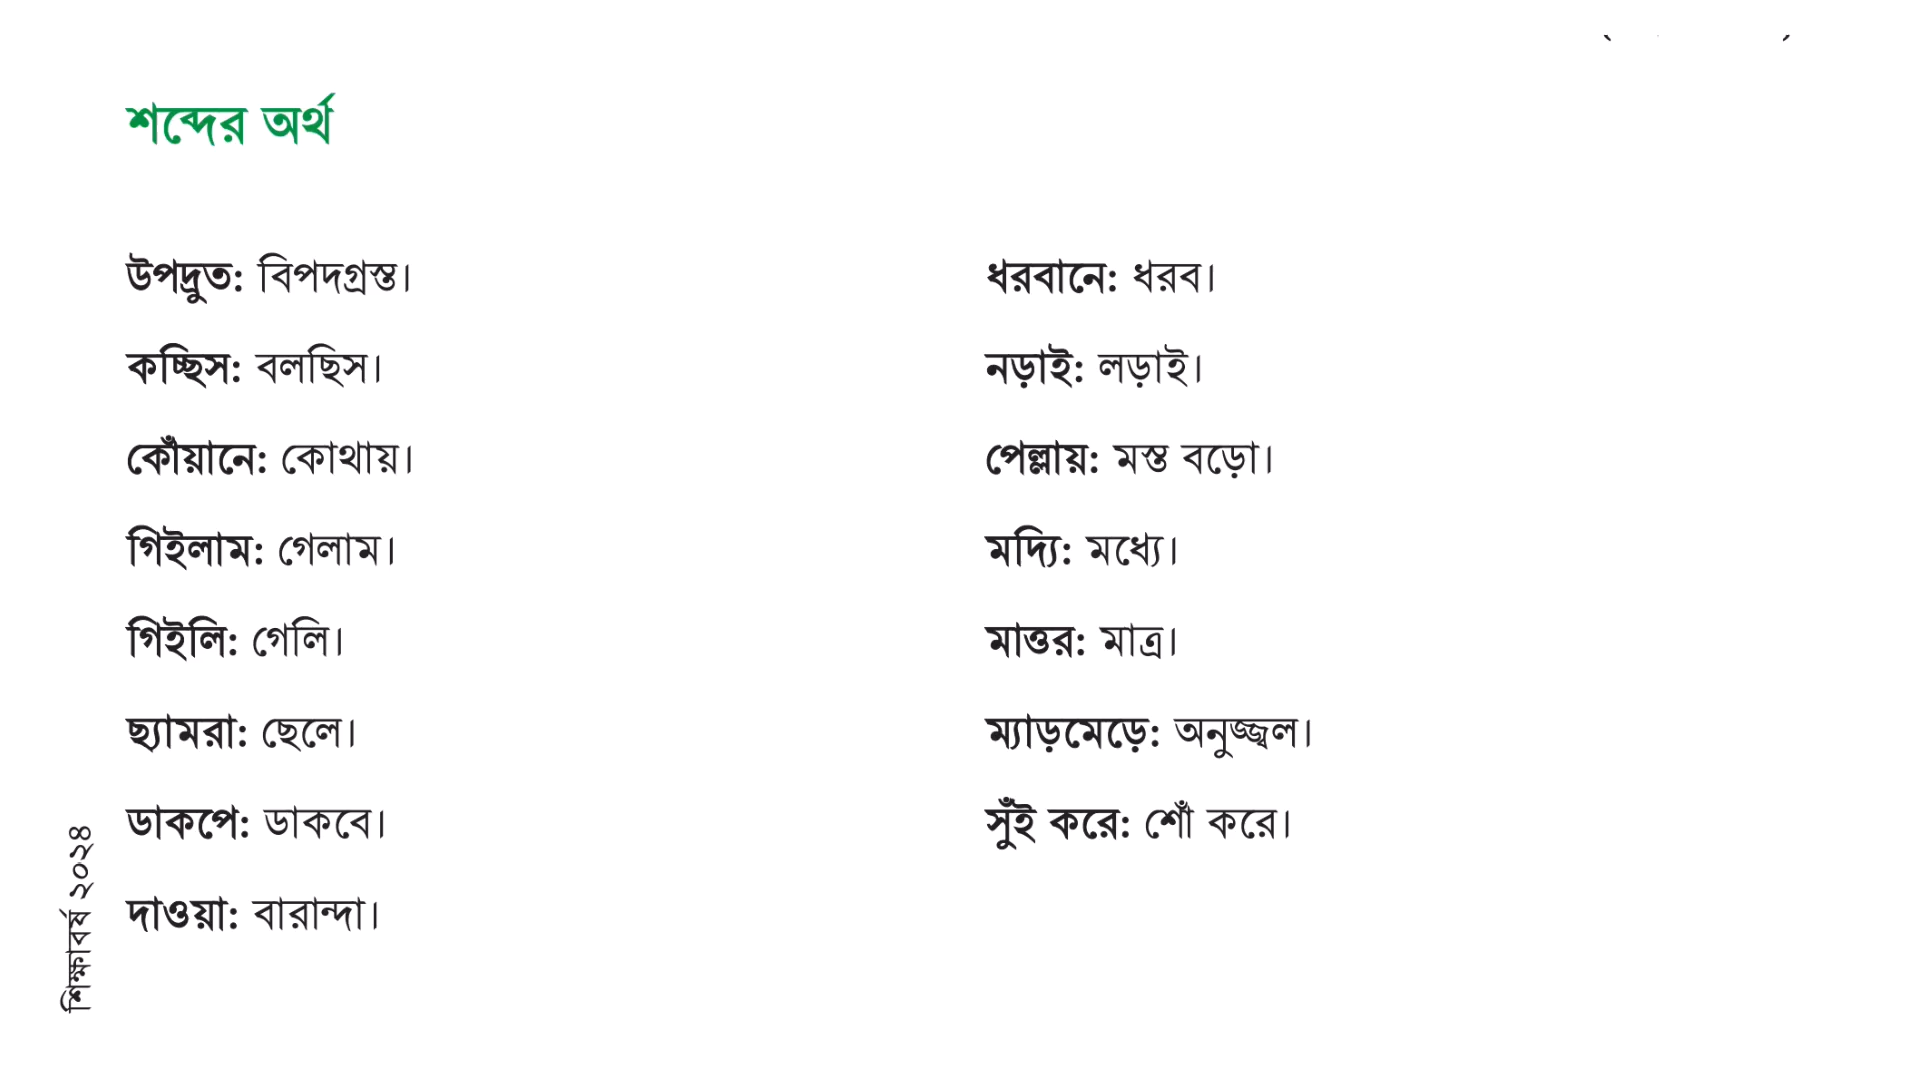 শব্দের অর্থ
উপদ্রুত: বিপদগ্রস্ত।
কচ্ছিস: বলছিস।
কোঁয়ানে: কোথায়।
গিইলাম: গেলাম।
গিইলি: গেলি।
ছ্যামরা: ছেলে।
ডাকপে: ডাকবে।
দাওয়া: বারান্দা।
ধরবানে: ধরব।
নড়াই: লড়াই।
পেল্লায়: মস্ত বড়ো।
মদ্যি: মধ্যে।
মাত্তর: মাত্র।
ম্যাড়মেড়ে: অনুজ্জ্বল।
সুঁই করে: শোঁ করে।
শিক্ষাবর্ষ ২০২৪